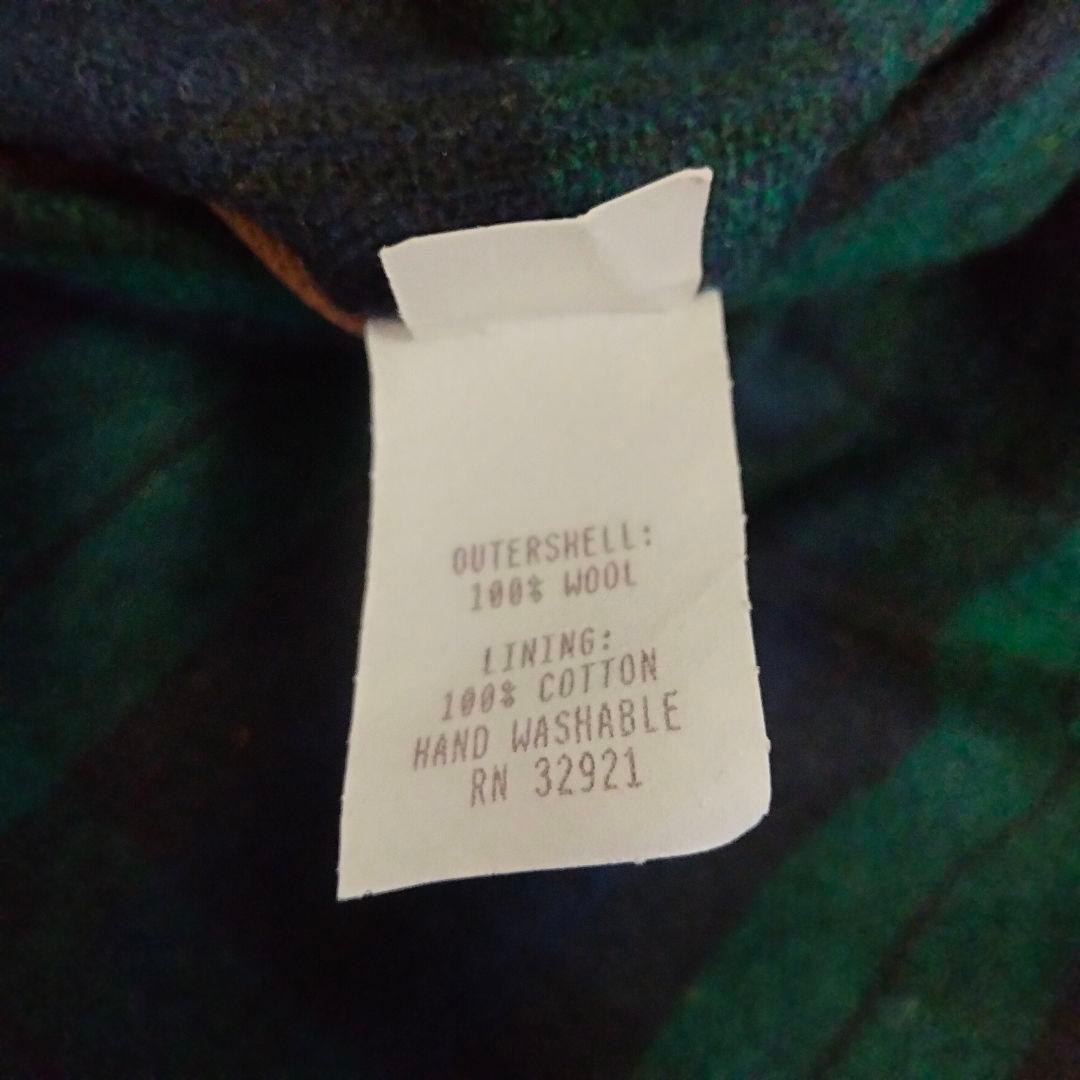 OUTERSHELL:
100% WOOL
LINING:
100% COTTON
HAND WASHABLE
RN 32921